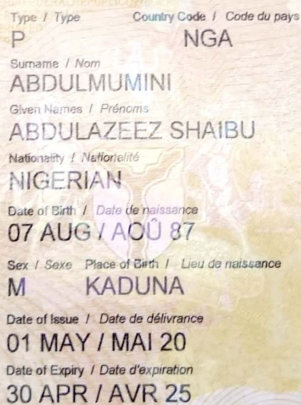 Type / Type Country Code / Code du pays
P NGA
Surname / Nom
ABDULMUMINI
Given Names / Prénoms
ABDULAZEEZ SHAIBU
Nationality / Nationalité
NIGERIAN
Date of Birth / Date de naissance
07 AUG / AOÛ 87
Sex / Sexe Place of Birth / Lieu de naissance
M KADUNA
Date of Issue / Date de délivrance
01 MAY / MAI 20
Date of Expiry / Date d'expiration
30 APR / AVR 25